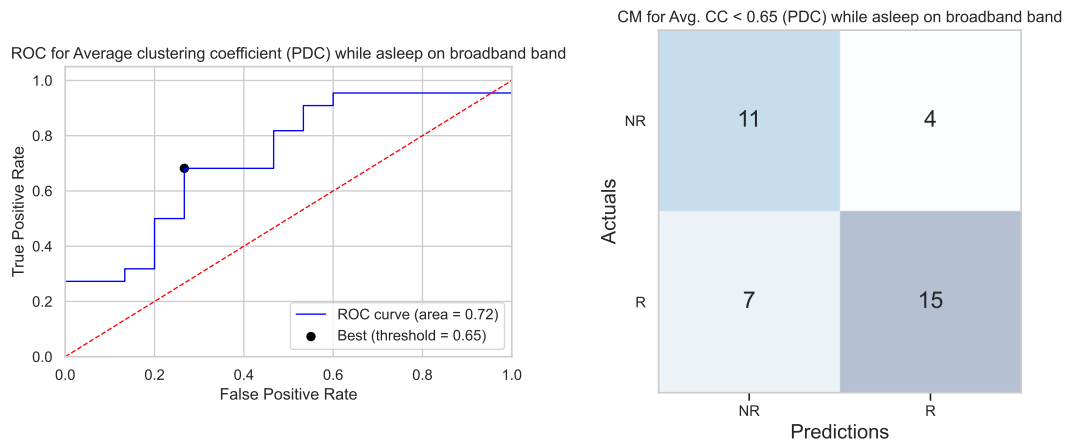 ROC for Average clustering coefficient (PDC) while asleep on broadband band
True Positive Rate
1.0
0.8
0.6
0.4
0.2
0.0
0.0 0.2 0.4 0.6 0.8 1.0
False Positive Rate
ROC curve (area = 0.72)
Best (threshold = 0.65)
CM for Avg. CC < 0.65 (PDC) while asleep on broadband band
Actuals
NR 11 4
R 7 15
NR R
Predictions